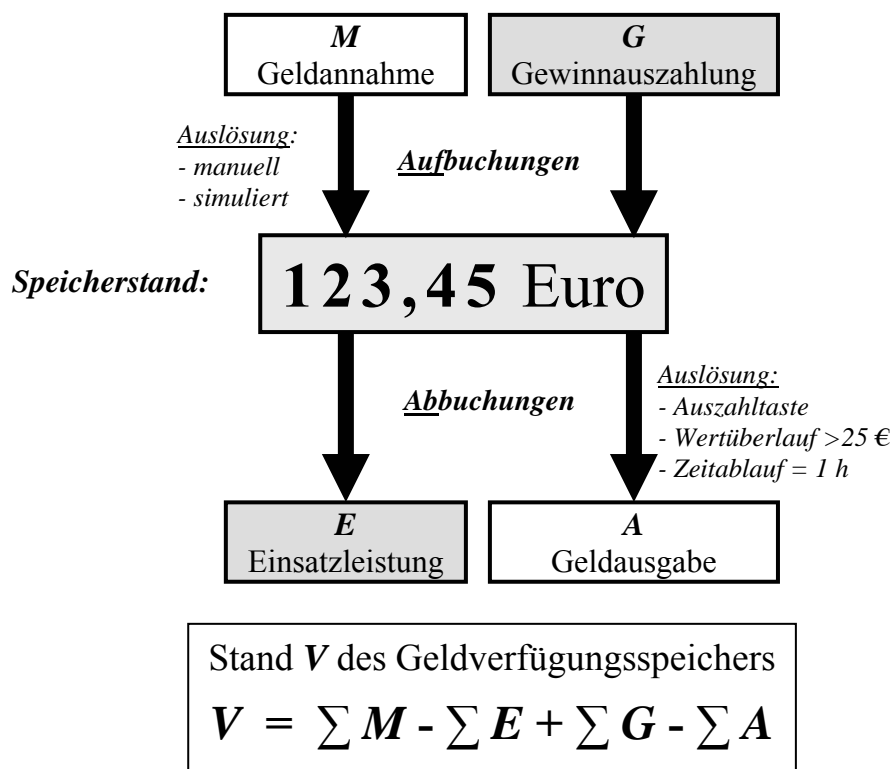 M
Geldannahme
G
Gewinnauszahlung
Auslösung:
- manuell
- simuliert
Aufbuchungen
Speicherstand:
123,45 Euro
Abbuchungen
Auslösung:
- Auszahltaste
- Wertüberlauf >25 €
- Zeitablauf = 1 h
E
Einsatzleistung
A
Geldausgabe
Stand V des Geldverfügungsspeichers
V = ∑ M - ∑ E + ∑ G - ∑ A